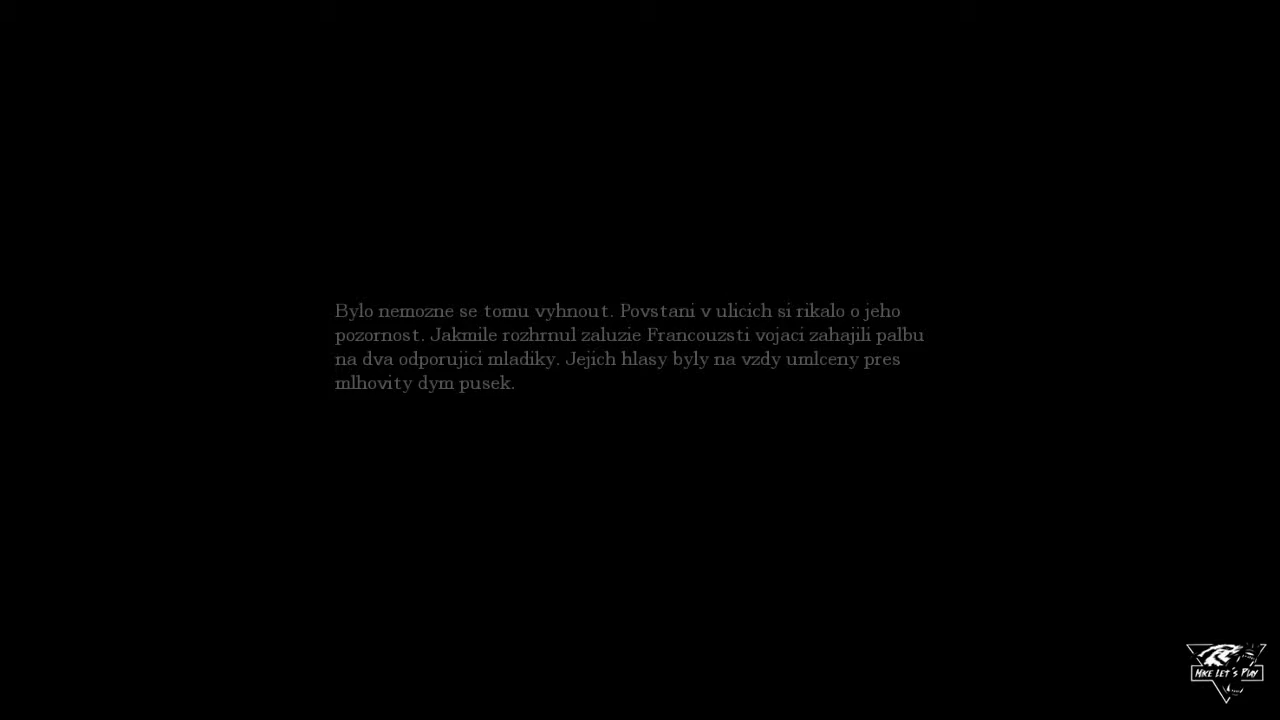 Bylo nemozne se tomu vyhnout. Povstani v ulicich si rikalo o jeho
pozornost. Jakmile rozhrnul zaluzie Francouzsti vojaci zahajili palbu
na dva odporujici mladiky. Jejich hlasy byly na vzdy umlceny pres
mlhovity dym pusek.
MIKE LET'S PLAY